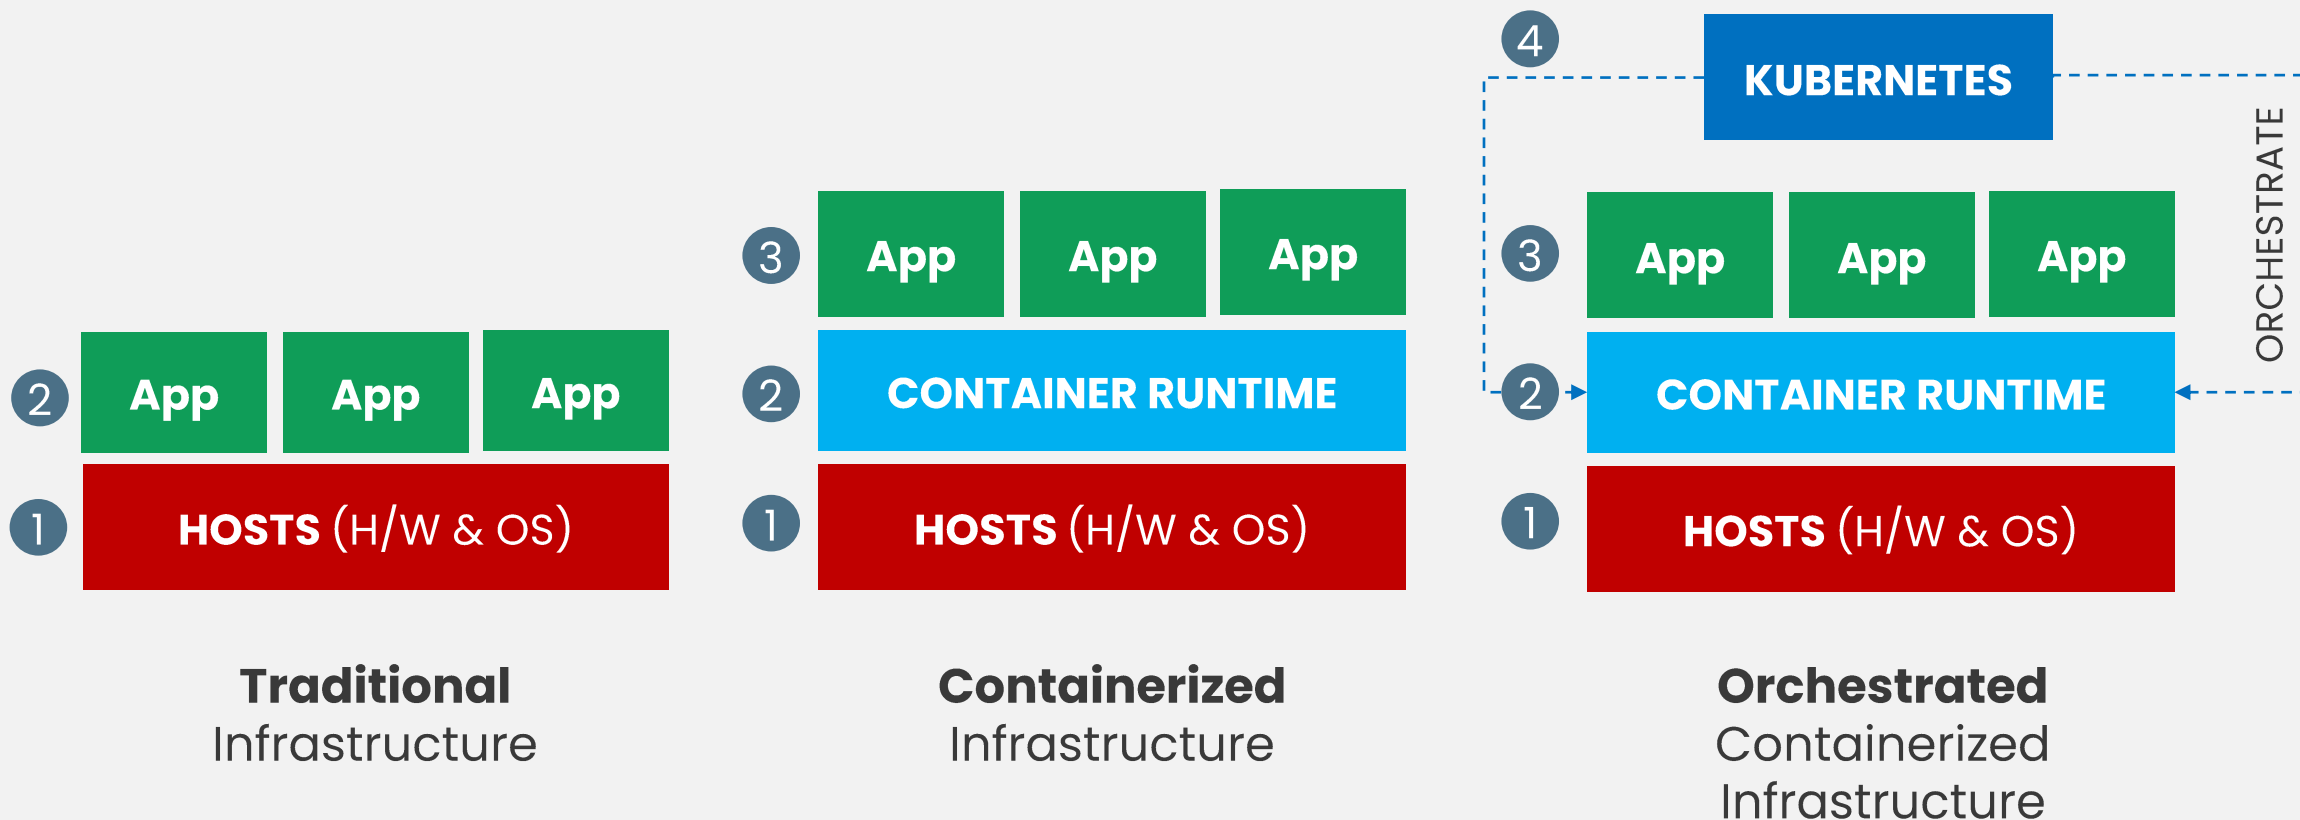 2
App
App
App
1
HOSTS (H/W & OS)
Traditional
Infrastructure
3
App
App
App
2
CONTAINER RUNTIME
1
HOSTS (H/W & OS)
Containerized
Infrastructure
4
KUBERNETES
ORCHESTRATE
3
App
App
App
2
CONTAINER RUNTIME
1
HOSTS (H/W & OS)
Orchestrated
Containerized
Infrastructure